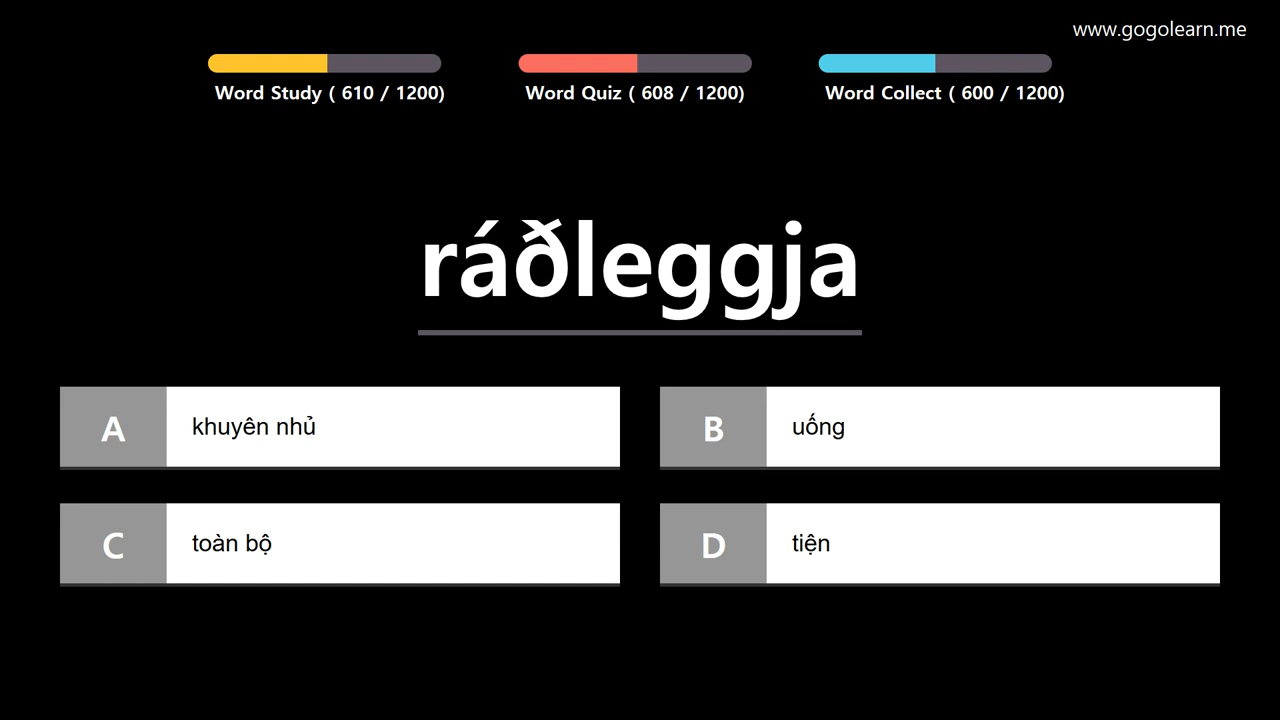 www.gogolearn.me
Word Study ( 610 / 1200)
Word Quiz ( 608 / 1200)
Word Collect ( 600 / 1200)
ráðleggja
A khuyên nhủ
B uống
C toàn bộ
D tiện